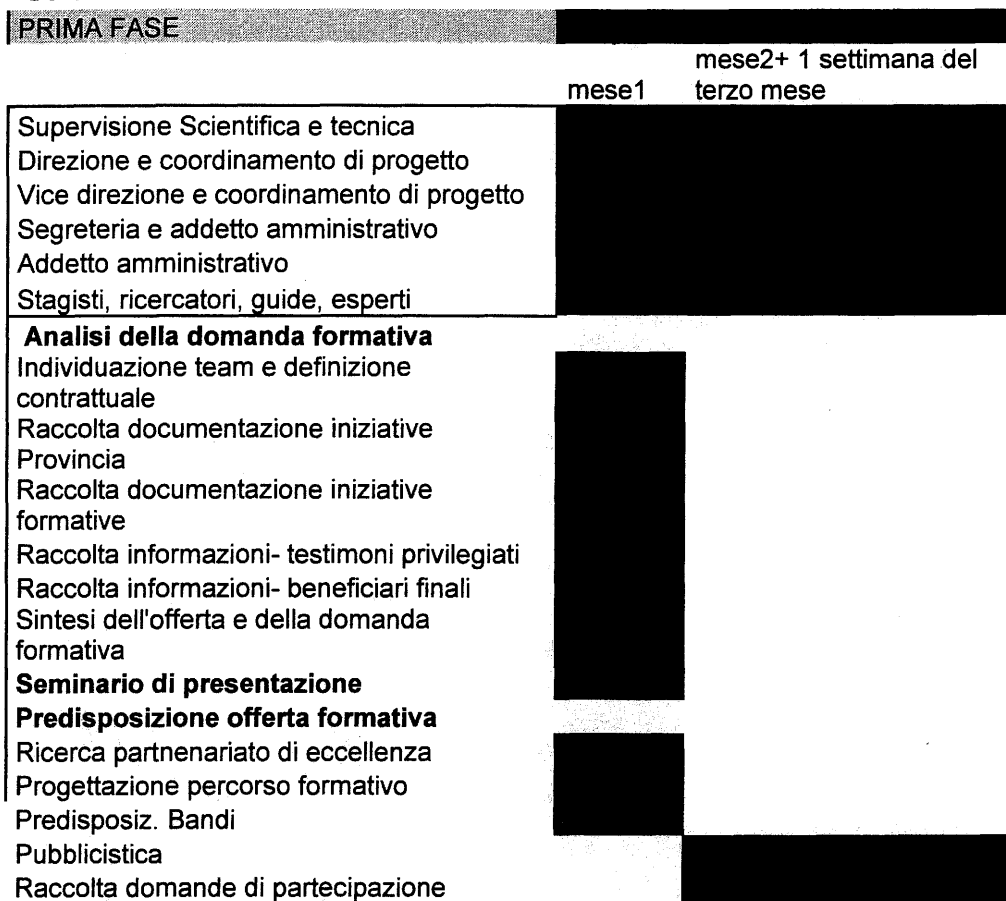 PRIMA FASE
mese1
mese2+ 1 settimana del
terzo mese
Supervisione Scientifica e tecnica
Direzione e coordinamento di progetto
Vice direzione e coordinamento di progetto
Segreteria e addetto amministrativo
Addetto amministrativo
Stagisti, ricercatori, guide, esperti
Analisi della domanda formativa
Individuazione team e definizione
contrattuale
Raccolta documentazione iniziative
Provincia
Raccolta documentazione iniziative
formative
Raccolta informazioni- testimoni privilegiati
Raccolta informazioni- beneficiari finali
Sintesi dell'offerta e della domanda
formativa
Seminario di presentazione
Predisposizione offerta formativa
Ricerca partnenariato di eccellenza
Progettazione percorso formativo
Predisposiz. Bandi
Pubblicistica
Raccolta domande di partecipazione